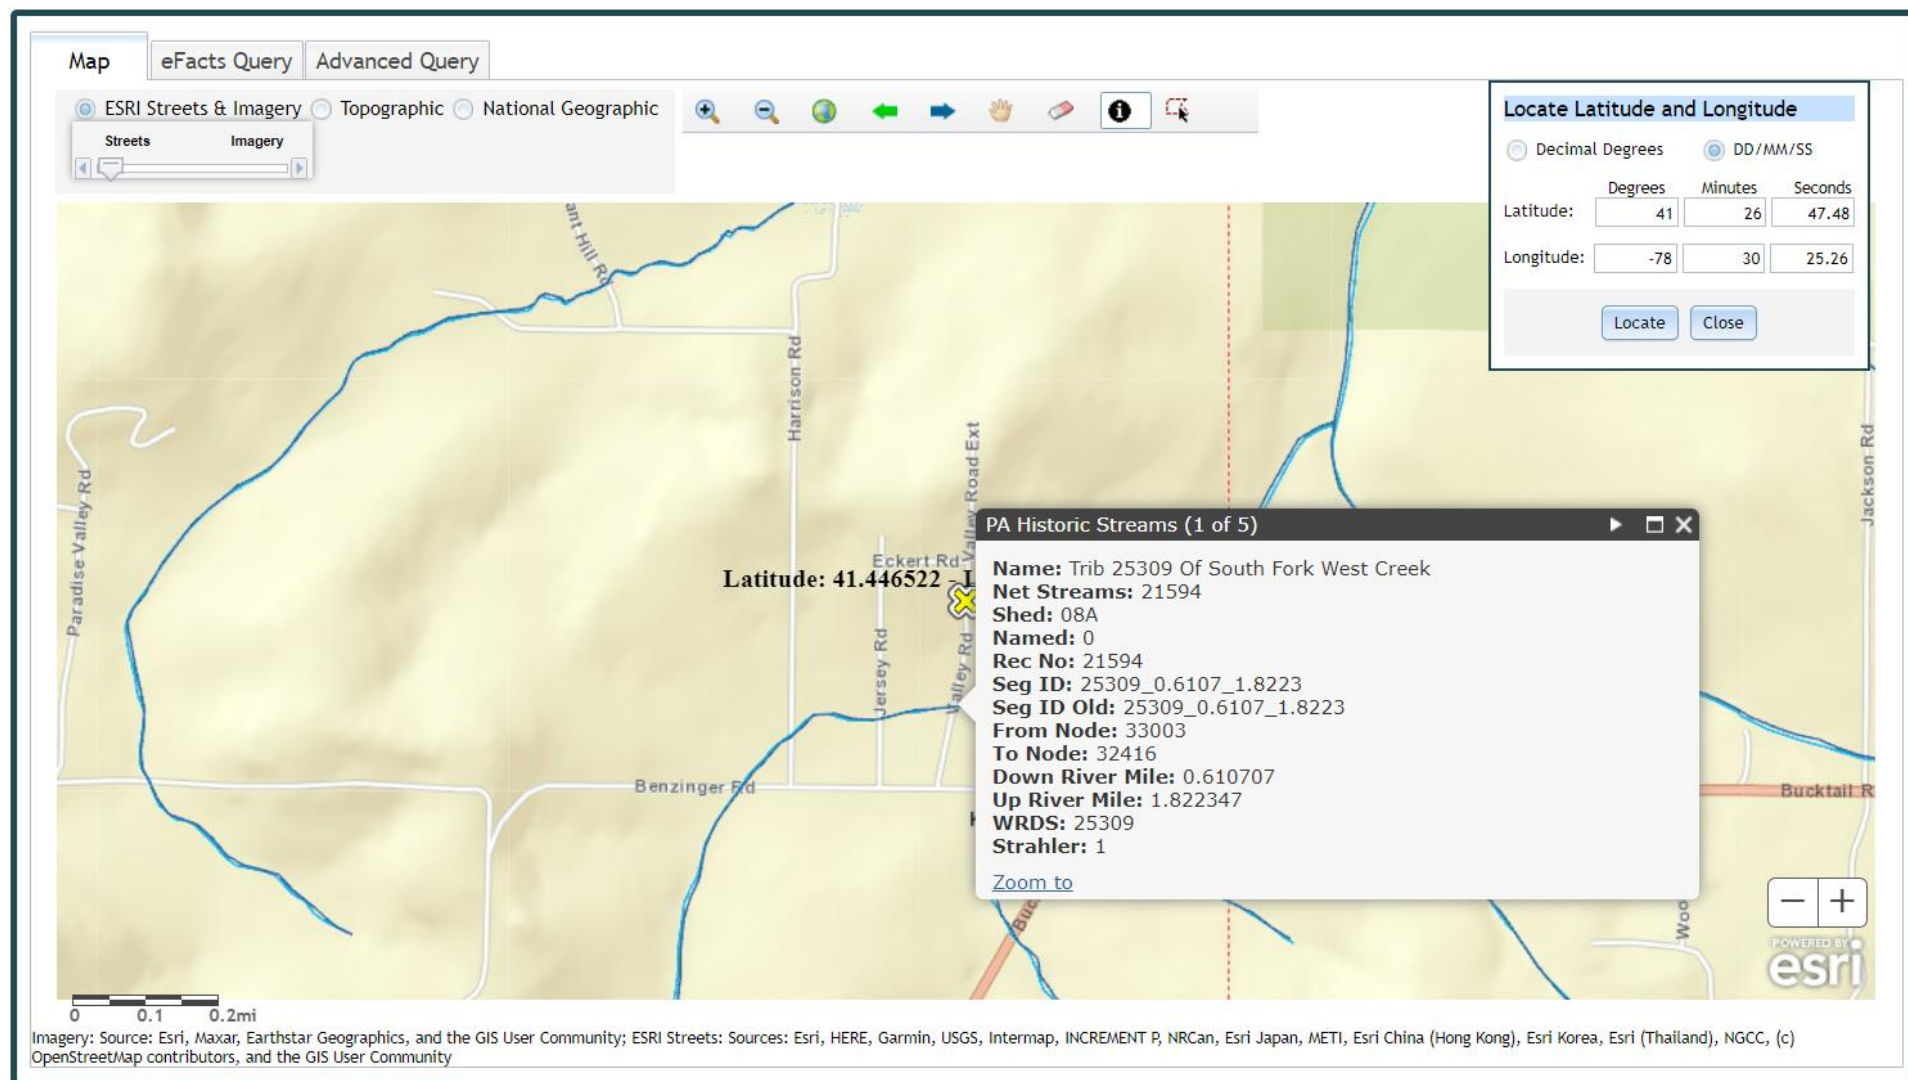 Map eFacts Query Advanced Query
ESRI Streets & Imagery Topographic National Geographic
Streets Imagery
Locate Latitude and Longitude
Decimal Degrees DD/MM/SS
Degrees Minutes Seconds
Latitude: 41 26 47.48
Longitude: -78 30 25.26
Locate Close
ant Hill Rd
Harrison Rd
Paradise Valley Rd
Valley Road Ext
Jackson Rd
Eckert Rd
Latitude: 41.446522 - L
Jersey Rd
Valley Rd
Benzinger Rd
Bucktail R
K
Buc
Woo
PA Historic Streams (1 of 5)
Name: Trib 25309 Of South Fork West Creek
Net Streams: 21594
Shed: 08A
Named: 0
Rec No: 21594
Seg ID: 25309_0.6107_1.8223
Seg ID Old: 25309_0.6107_1.8223
From Node: 33003
To Node: 32416
Down River Mile: 0.610707
Up River Mile: 1.822347
WRDS: 25309
Strahler: 1
Zoom to
− +
POWERED BY
esri
0 0.1 0.2mi
Imagery: Source: Esri, Maxar, Earthstar Geographics, and the GIS User Community; ESRI Streets: Sources: Esri, HERE, Garmin, USGS, Intermap, INCREMENT P, NRCan, Esri Japan, METI, Esri China (Hong Kong), Esri Korea, Esri (Thailand), NGCC, (c)
OpenStreetMap contributors, and the GIS User Community